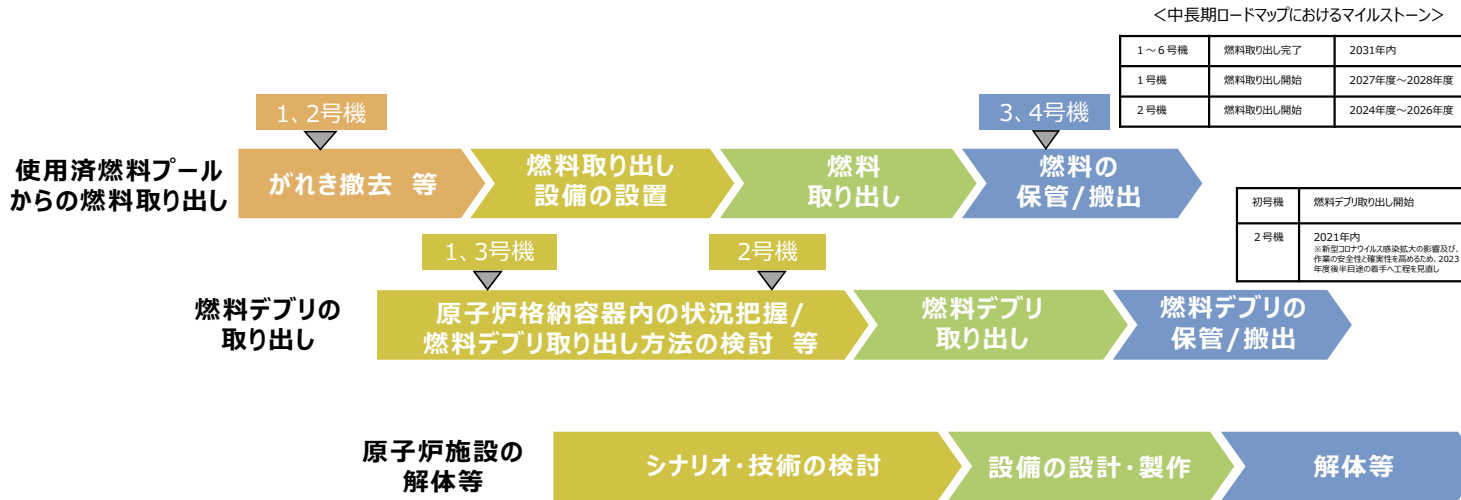 <中長期ロードマップにおけるマイルストーン>
1~6号機 燃料取り出し完了 2031年内
1号機 燃料取り出し開始 2027年度~2028年度
2号機 燃料取り出し開始 2024年度~2026年度
1、2号機
3、4号機
使用済燃料プール
からの燃料取り出し
がれき撤去 等
燃料取り出し
設備の設置
燃料
取り出し
燃料の
保管/搬出
初号機 燃料デブリ取り出し開始
2号機 2021年内
※新型コロナウイルス感染拡大の影響及び、
作業の安全性と確実性を高めるため、2023
年度後半目途の着手へ工程を見直し
1、3号機
2号機
燃料デブリの
取り出し
原子炉格納容器内の状況把握/
燃料デブリ取り出し方法の検討 等
燃料デブリ
取り出し
燃料デブリの
保管/搬出
原子炉施設の
解体等
シナリオ・技術の検討
設備の設計・製作
解体等